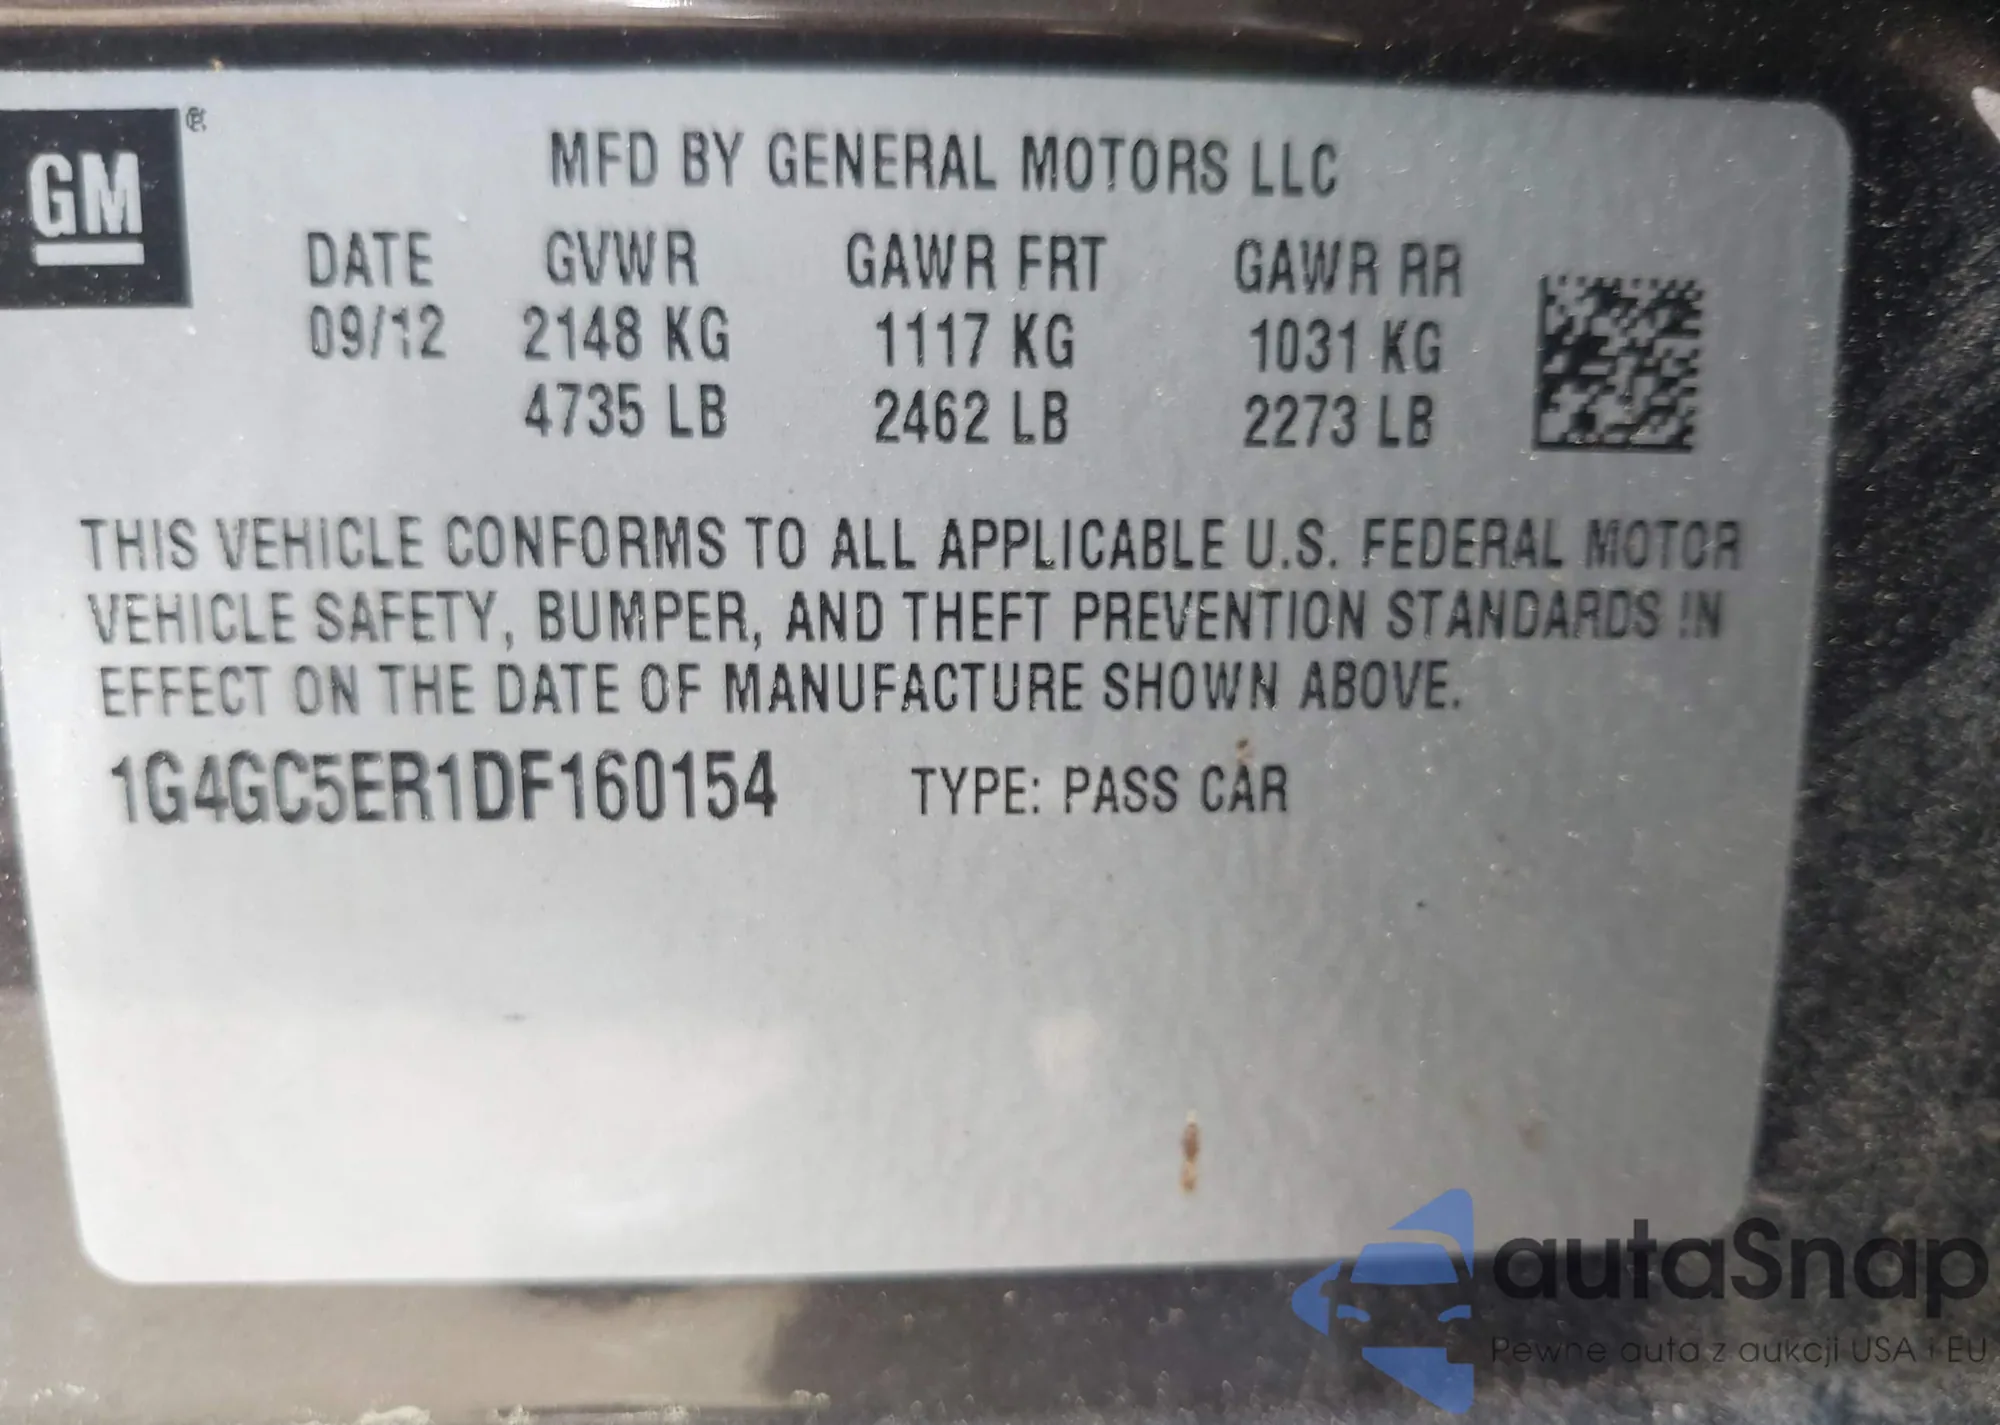 GM®
MFD BY GENERAL MOTORS LLC
DATE GVWR GAWR FRT GAWR RR
09/12 2148 KG 1117 KG 1031 KG
4735 LB 2462 LB 2273 LB
THIS VEHICLE CONFORMS TO ALL APPLICABLE U.S. FEDERAL MOTOR
VEHICLE SAFETY, BUMPER, AND THEFT PREVENTION STANDARDS IN
EFFECT ON THE DATE OF MANUFACTURE SHOWN ABOVE.
1G4GC5ER1DF160154 TYPE: PASS CAR
autaSnap
Pewne auta z aukcji USA i EU